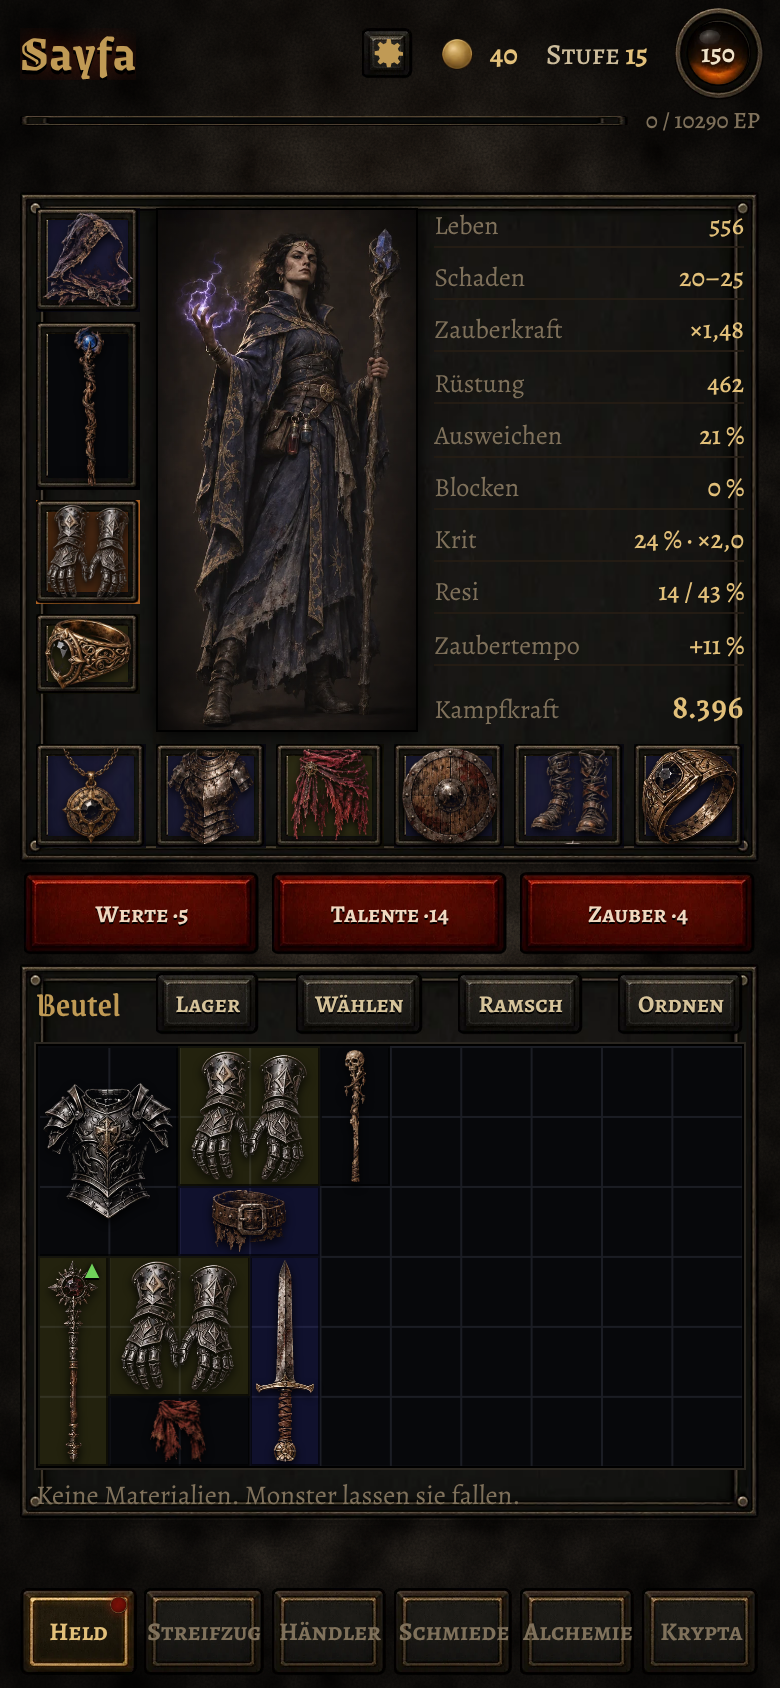 Sayfa
40
Stufe 15
150
0 / 10290 EP
Leben 556
Schaden 20–25
Zauberkraft ×1,48
Rüstung 462
Ausweichen 21 %
Blocken 0 %
Krit 24 % · ×2,0
Resi 14 / 43 %
Zaubertempo +11 %
Kampfkraft 8.396
Werte ·5
Talente ·14
Zauber ·4
Beutel
Lager
Wählen
Ramsch
Ordnen
Keine Materialien. Monster lassen sie fallen.
Held
Streifzug
Händler
Schmiede
Alchemie
Krypta